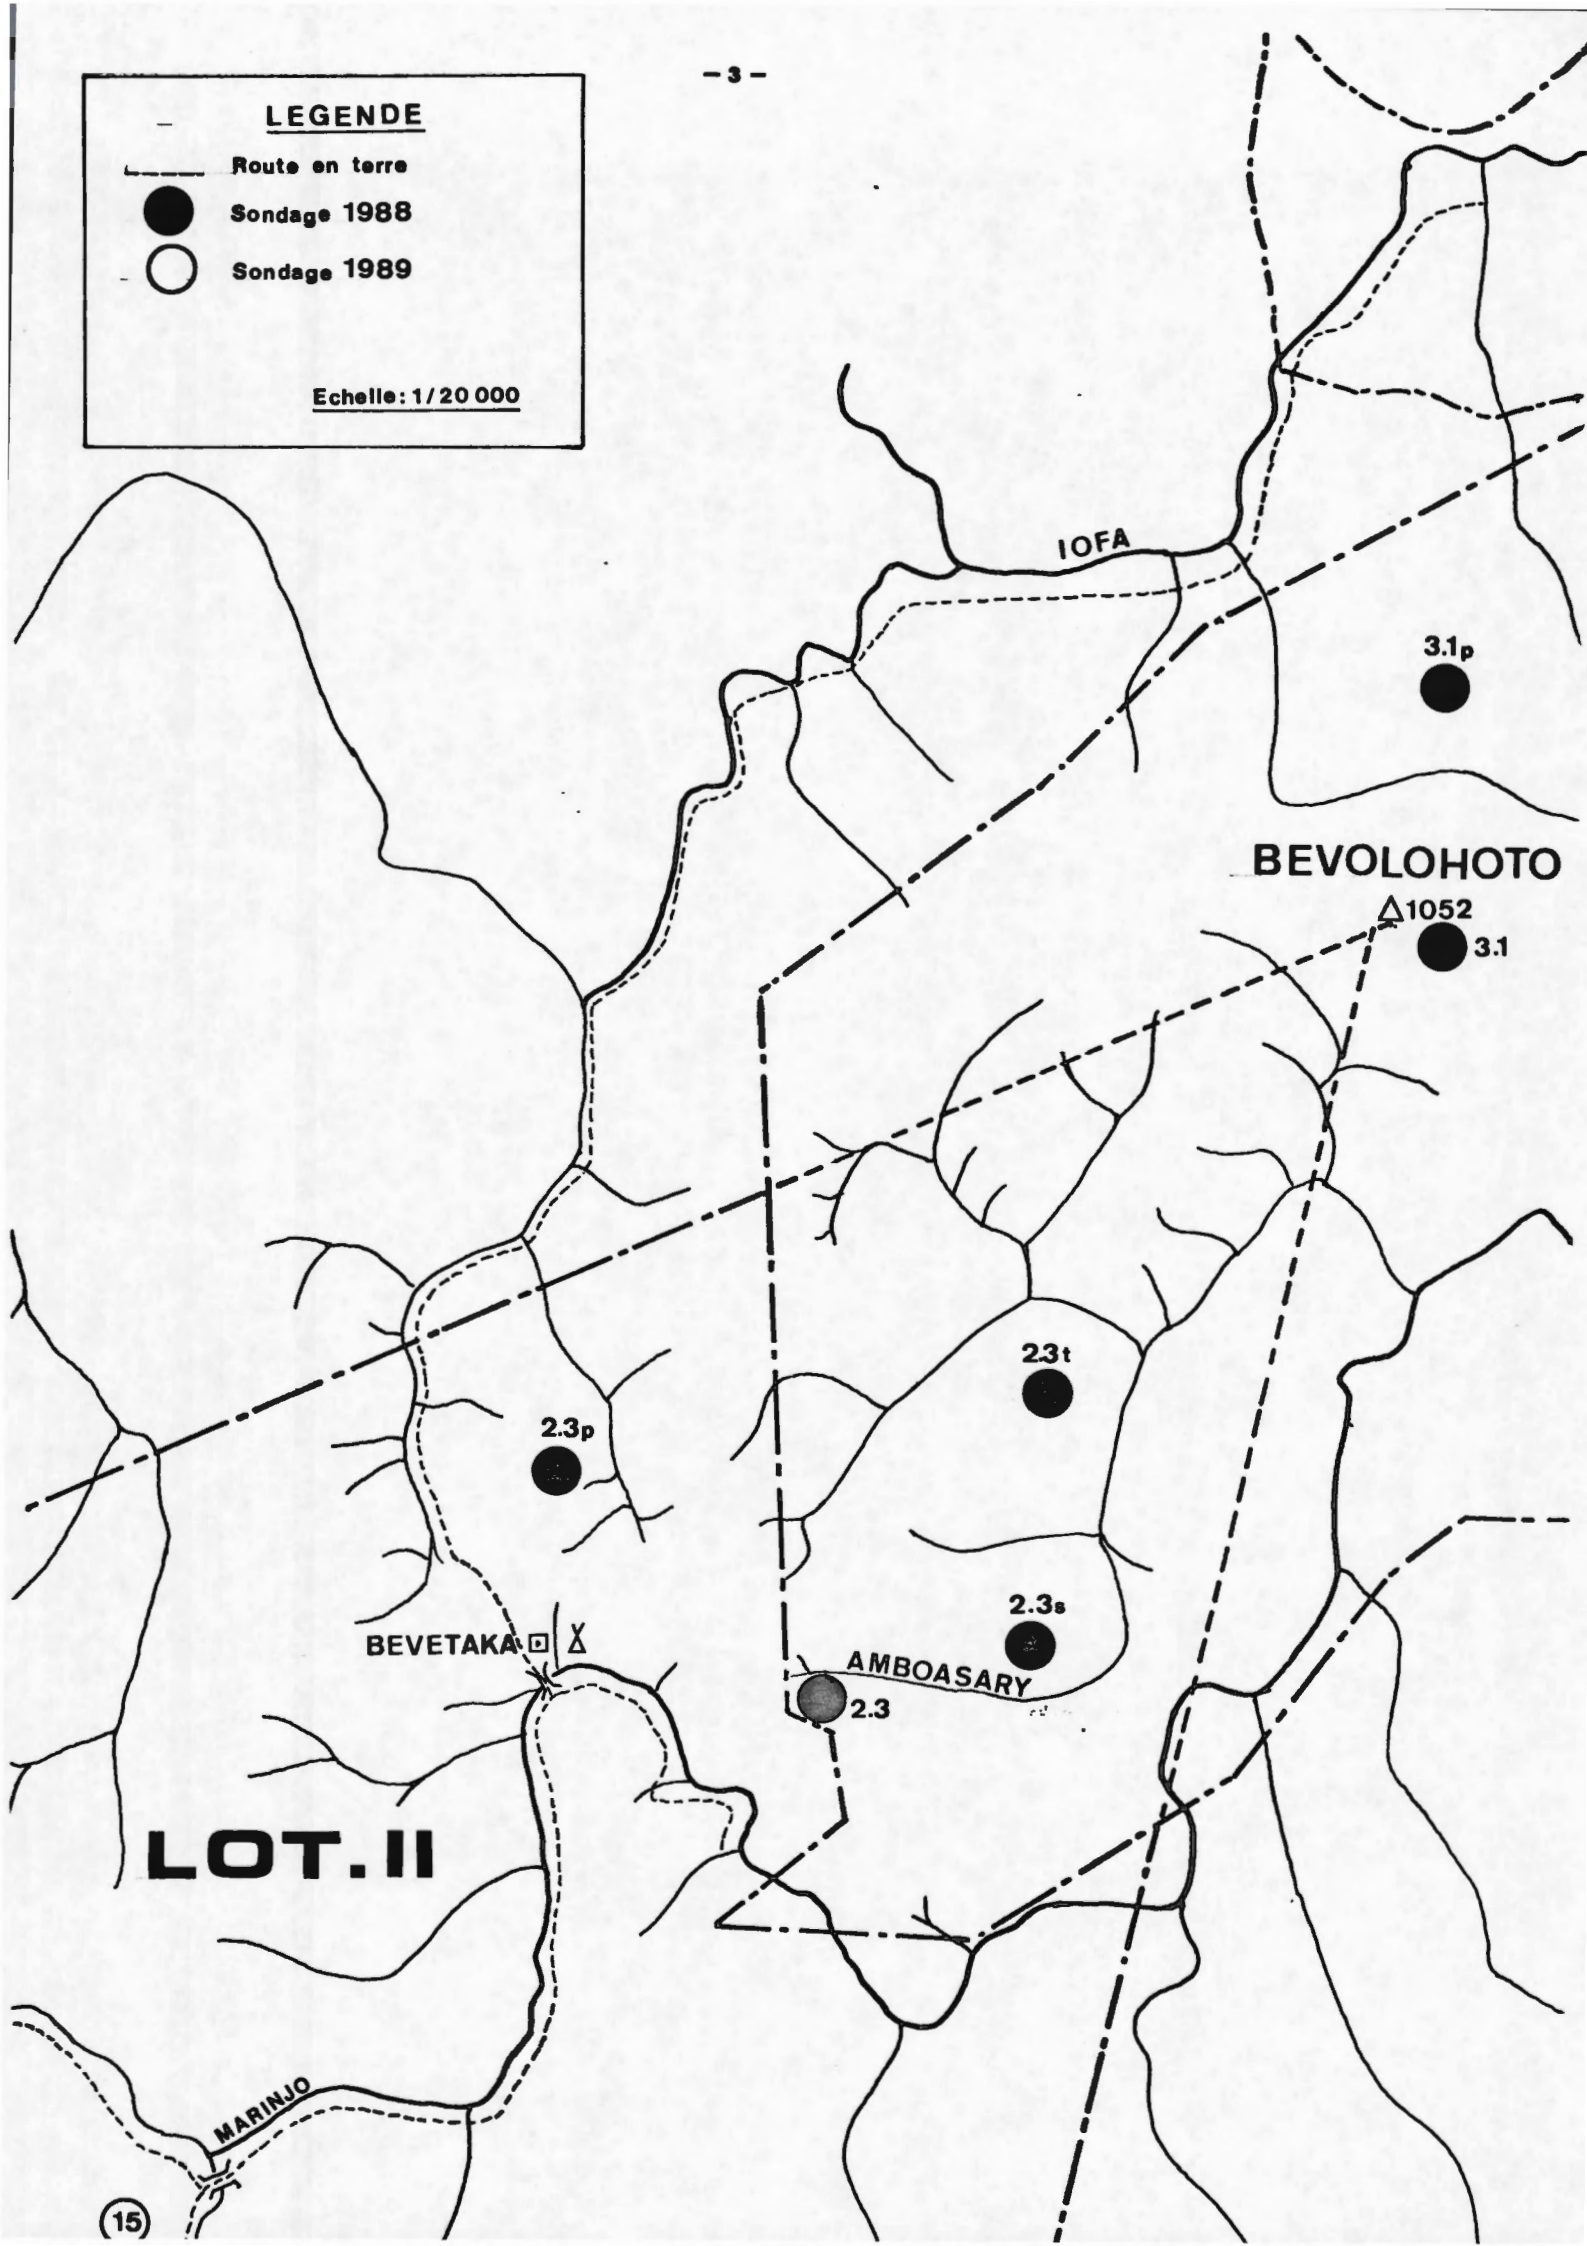 - 3 -
LEGENDE
Route en terre
Sondage 1988
Sondage 1989
Echelle: 1/20 000
IOFA
3.1p
BEVOLOHOTO
1052
3.1
2.3t
2.3p
2.3s
BEVETAKA
AMBOASARY
2.3
LOT. II
MARINJO
15